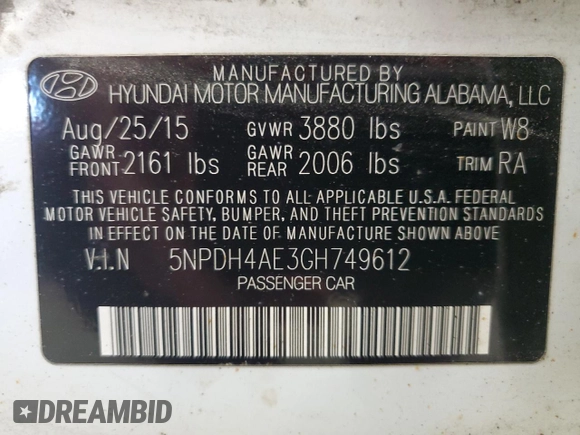 MANUFACTURED BY
HYUNDAI MOTOR MANUFACTURING ALABAMA, LLC
Aug/25/15 GVWR 3880 lbs PAINT W8
GAWR FRONT 2161 lbs GAWR REAR 2006 lbs TRIM RA
THIS VEHICLE CONFORMS TO ALL APPLICABLE U.S.A. FEDERAL
MOTOR VEHICLE SAFETY, BUMPER, AND THEFT PREVENTION STANDARDS
IN EFFECT ON THE DATE OF MANUFACTURE SHOWN ABOVE.
V.I.N 5NPDH4AE3GH749612
PASSENGER CAR
DREAMBID